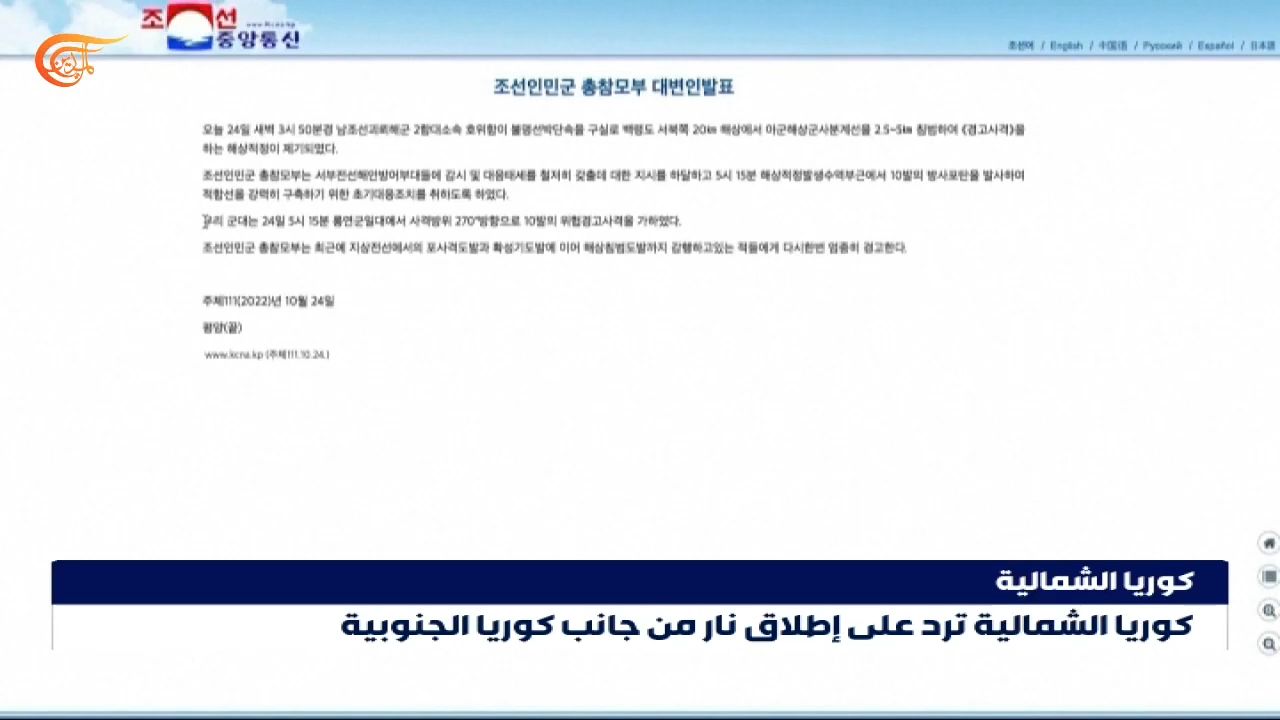 조선
www.kcna.kp
중앙통신
الميادين
조선어 / English / 中国语 / Русский / Español / 日本語
조선인민군 총참모부 대변인발표
오늘 24일 새벽 3시 50분경 남조선괴뢰해군 2함대소속 호위함이 불명선박단속을 구실로 백령도 서북쪽 20㎞ 해상에서 아군해상군사분계선을 2.5~5㎞ 침범하여 《경고사격》을
하는 해상적정이 제기되였다.
조선인민군 총참모부는 서부전선해안방어부대들에 감시 및 대응태세를 철저히 갖출데 대한 지시를 하달하고 5시 15분 해상적정발생수역부근에서 10발의 방사포탄을 발사하여
적함선을 강력히 구축하기 위한 초기대응조치를 취하도록 하였다.
우리 군대는 24일 5시 15분 룡연군일대에서 사격방위 270°방향으로 10발의 위협경고사격을 가하였다.
조선인민군 총참모부는 최근에 지상전선에서의 포사격도발과 확성기도발에 이어 해상침범도발까지 감행하고있는 적들에게 다시한번 엄중히 경고한다.
주체111(2022)년 10월 24일
평양(끝)
www.kcna.kp (주체111.10.24.)
كوريا الشمالية
كوريا الشمالية ترد على إطلاق نار من جانب كوريا الجنوبية